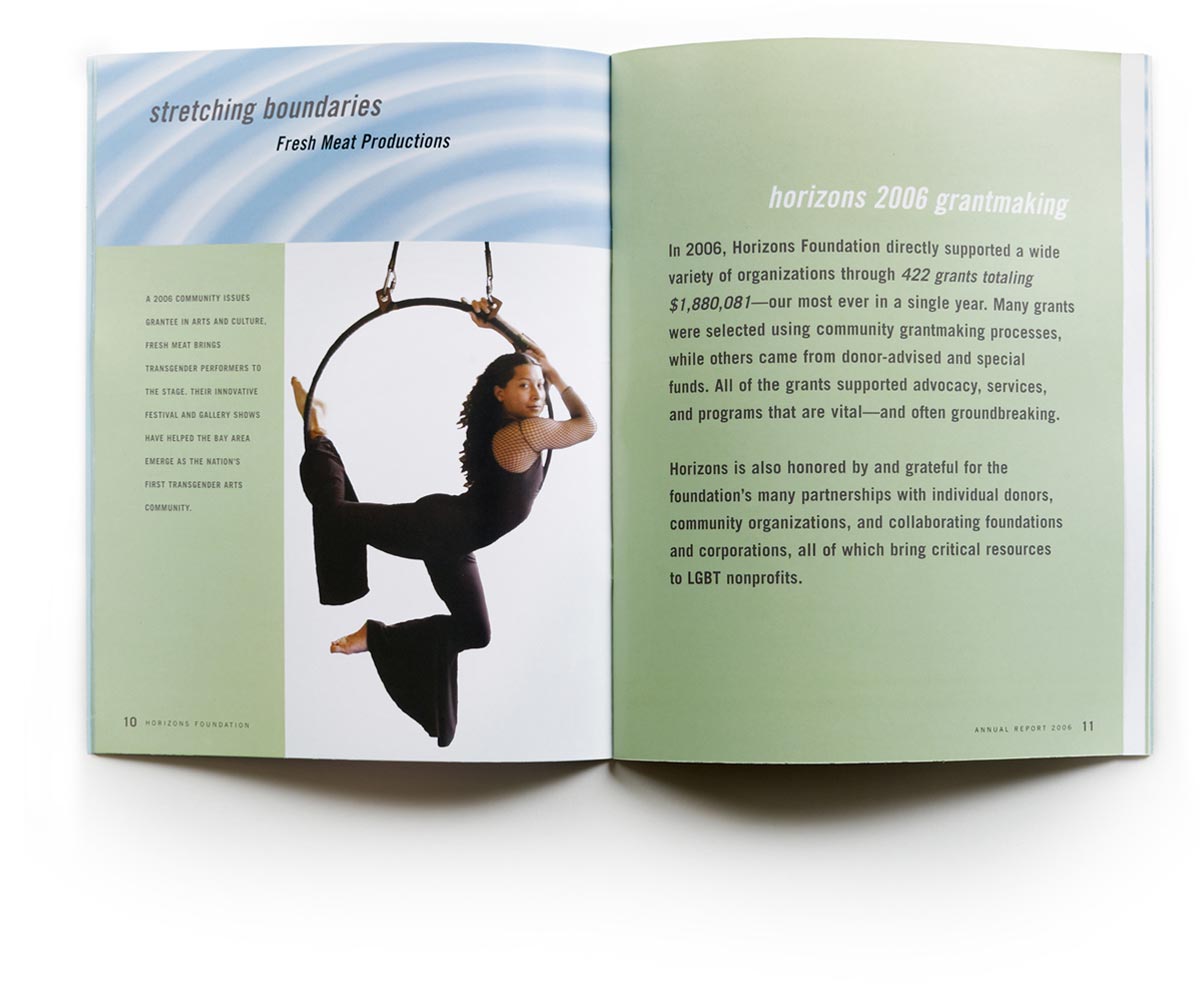 stretching boundaries
Fresh Meat Productions
A 2006 COMMUNITY ISSUES
GRANTEE IN ARTS AND CULTURE,
FRESH MEAT BRINGS
TRANSGENDER PERFORMERS TO
THE STAGE. THEIR INNOVATIVE
FESTIVAL AND GALLERY SHOWS
HAVE HELPED THE BAY AREA
EMERGE AS THE NATION'S
FIRST TRANSGENDER ARTS
COMMUNITY.
10 HORIZONS FOUNDATION
horizons 2006 grantmaking
In 2006, Horizons Foundation directly supported a wide
variety of organizations through 422 grants totaling
$1,880,081—our most ever in a single year. Many grants
were selected using community grantmaking processes,
while others came from donor-advised and special
funds. All of the grants supported advocacy, services,
and programs that are vital—and often groundbreaking.
Horizons is also honored by and grateful for the
foundation's many partnerships with individual donors,
community organizations, and collaborating foundations
and corporations, all of which bring critical resources
to LGBT nonprofits.
ANNUAL REPORT 2006 11